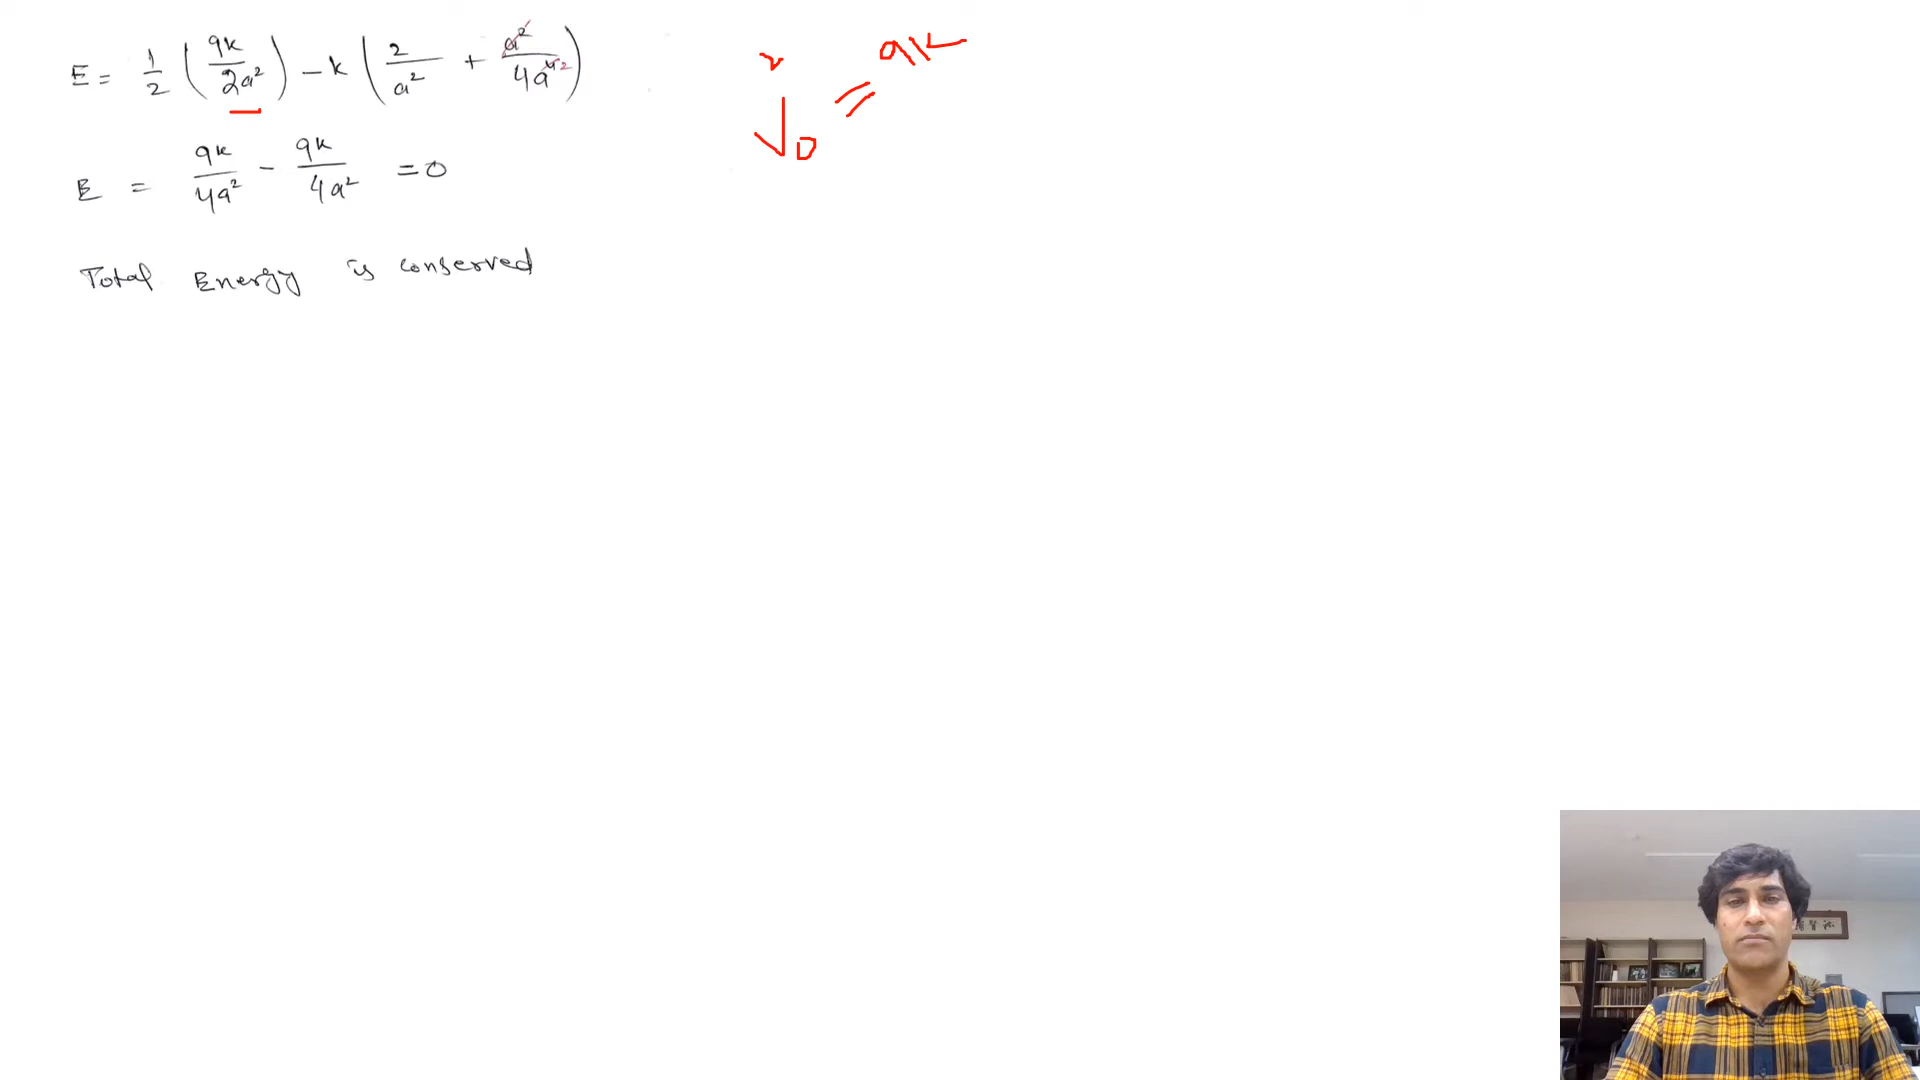 E = 1/2 (9k/2a²) - k (2/a² + a²/4a⁴ ²)
V₀² = 9k
E = 9k/4a² - 9k/4a² = 0
Total Energy is conserved